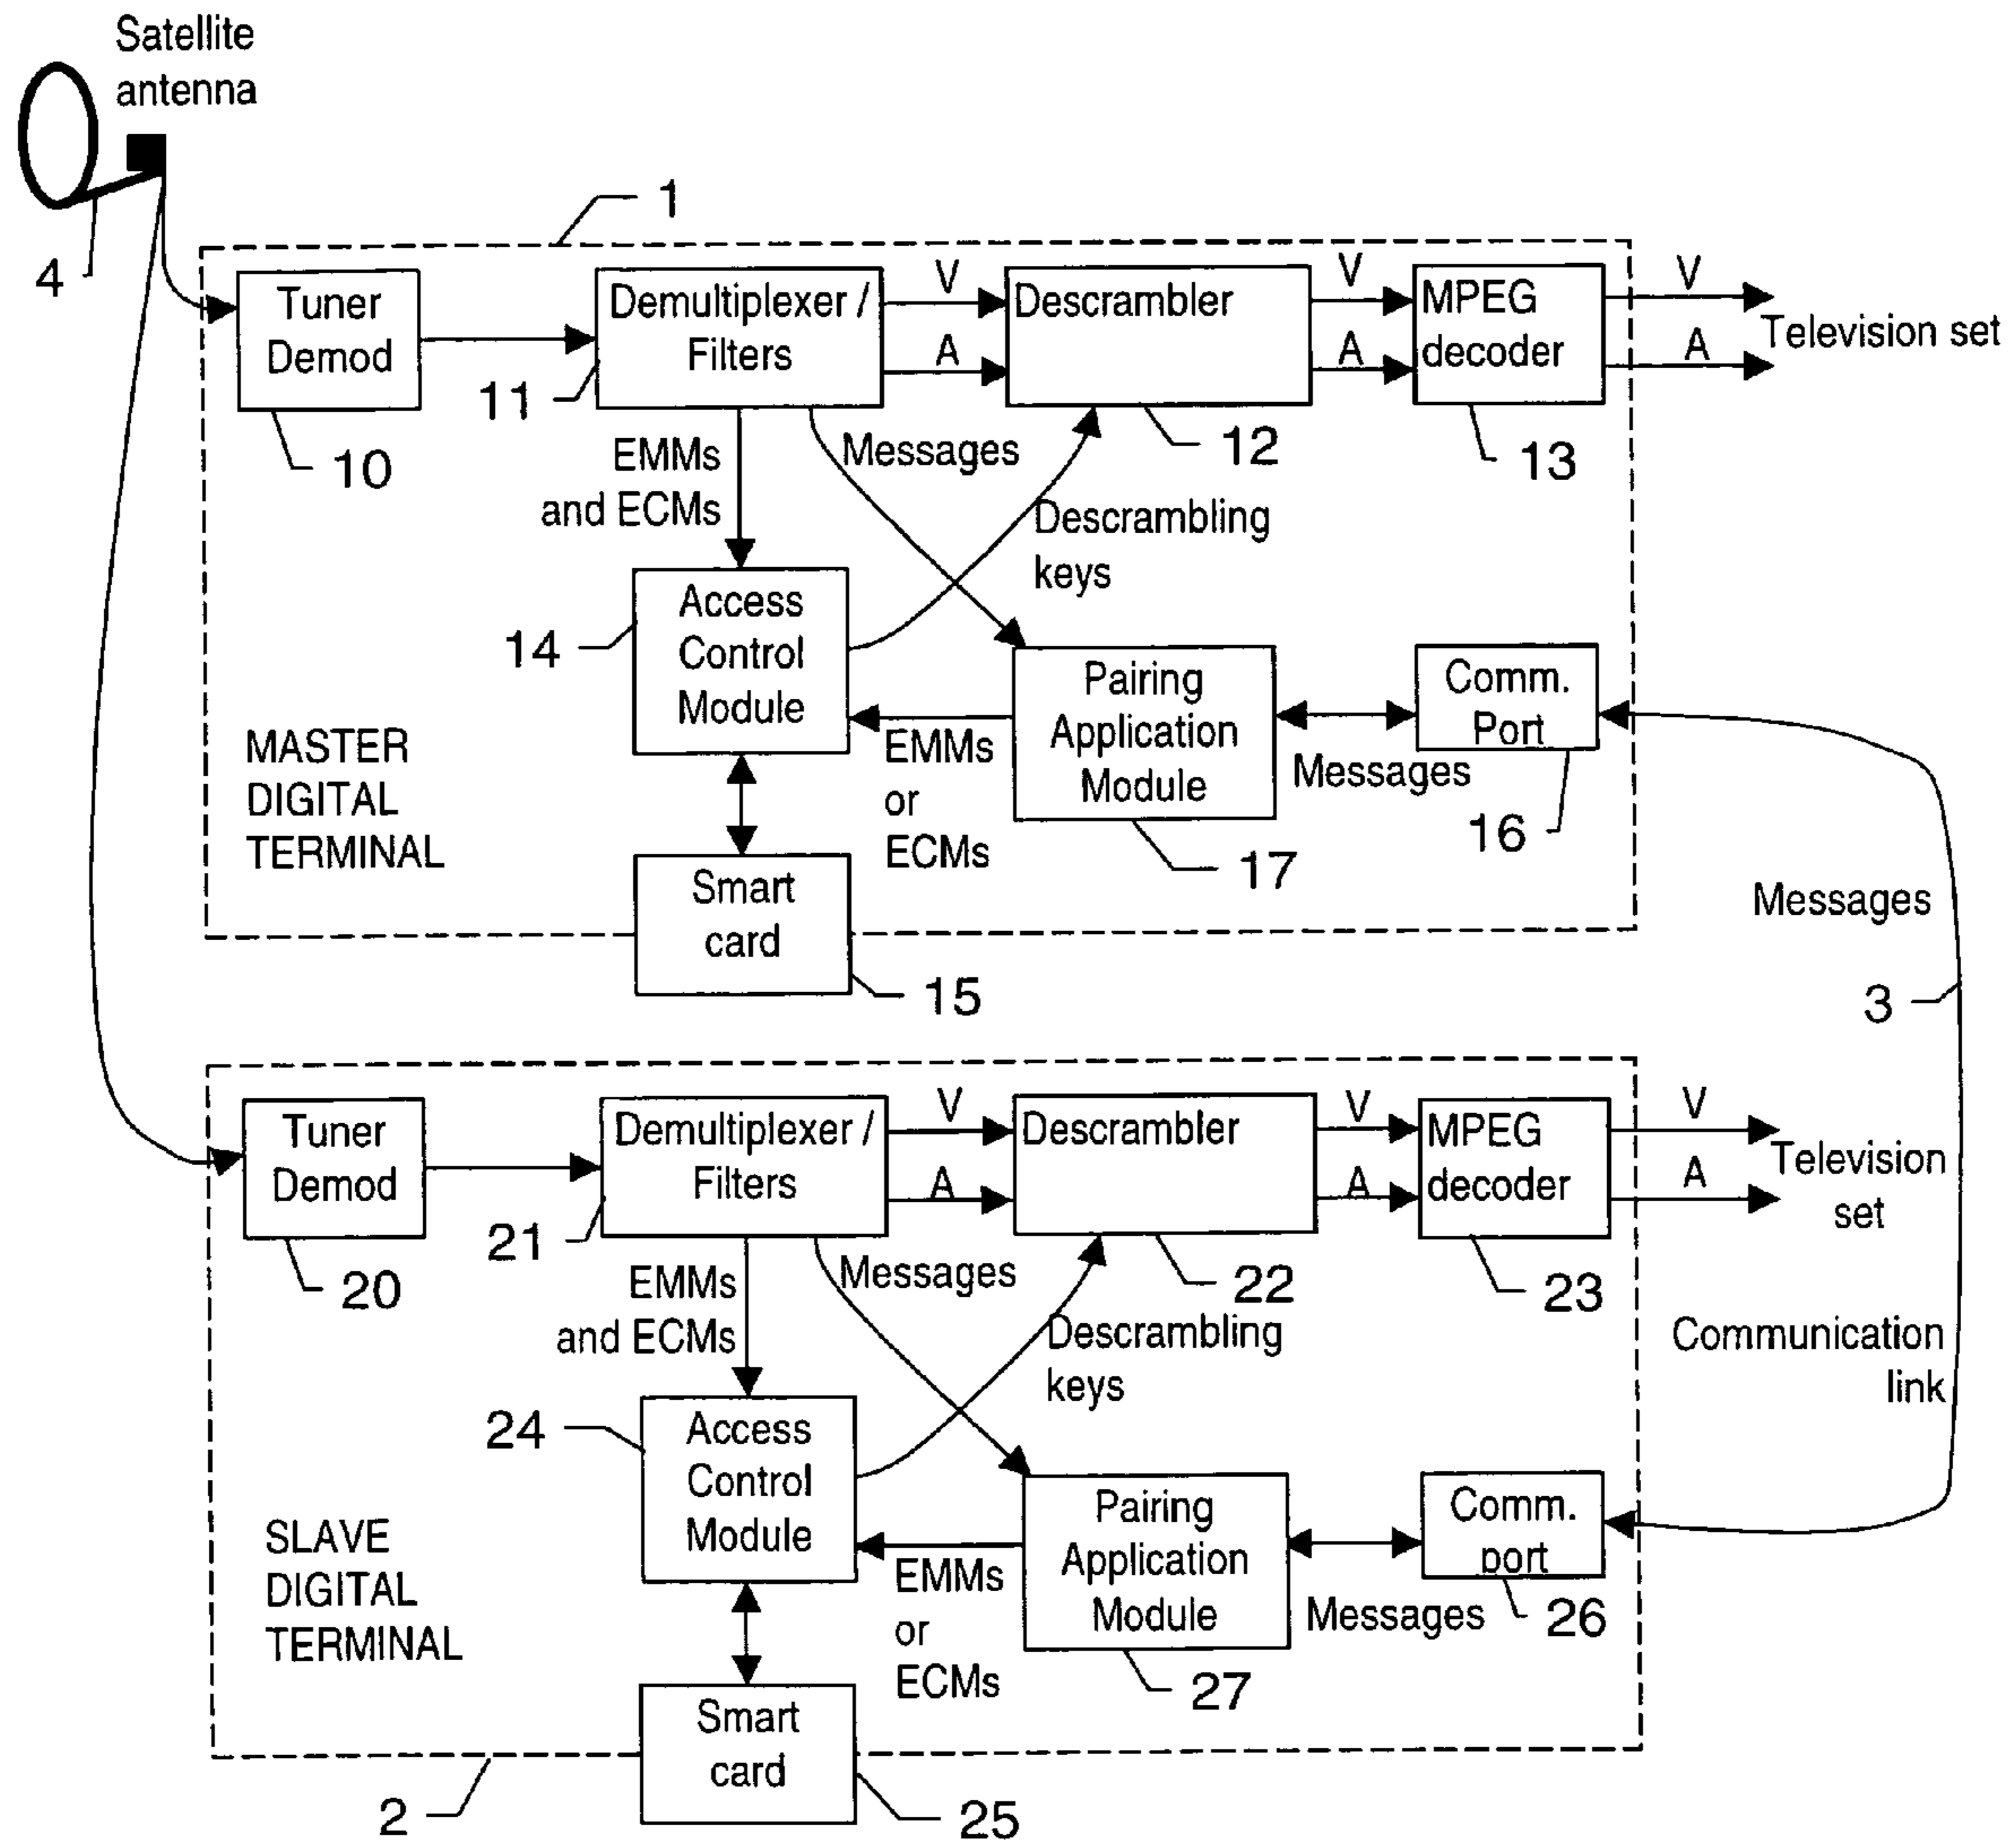 Satellite
antenna
4
1
Tuner
Demod
10
Demultiplexer /
Filters
11
V
A
Descrambler
12
V
A
MPEG
decoder
13
V
A
Television set
EMMs
and ECMs
Messages
Descrambling
keys
Access
Control
Module
14
EMMs
or
ECMs
Pairing
Application
Module
17
Messages
Comm.
Port
16
MASTER
DIGITAL
TERMINAL
Smart
card
15
Messages
3
Communication
link
Tuner
Demod
20
Demultiplexer /
Filters
21
V
A
Descrambler
22
V
A
MPEG
decoder
23
V
A
Television
set
EMMs
and ECMs
Messages
Descrambling
keys
Access
Control
Module
24
EMMs
or
ECMs
Pairing
Application
Module
27
Messages
Comm.
port
26
SLAVE
DIGITAL
TERMINAL
Smart
card
25
2